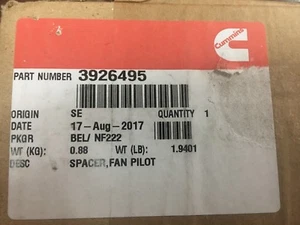 Cummins
PART NUMBER 3926495
ORIGIN SE QUANTITY 1
DATE 17-Aug-2017
PKGR BEL/ NF222
WT (KG): 0.88 WT (LB): 1.9401
DESC SPACER,FAN PILOT